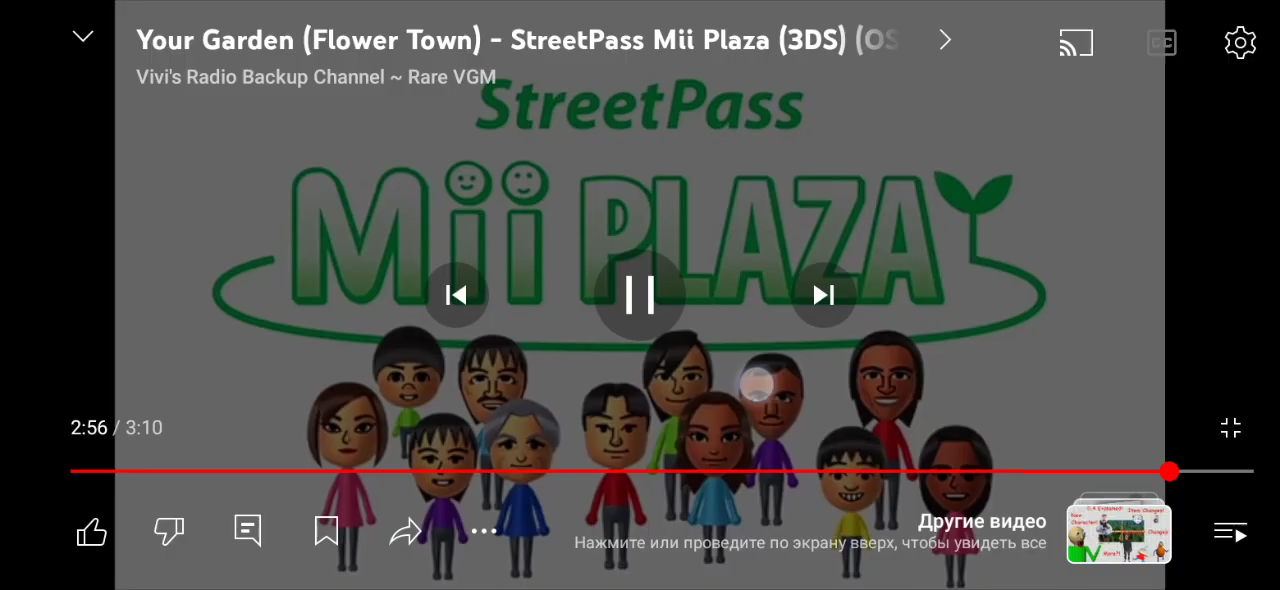 Your Garden (Flower Town) - StreetPass Mii Plaza (3DS) (OS
Vivi's Radio Backup Channel ~ Rare VGM
CC
StreetPass
Mii PLAZA
2:56 / 3:10
Другие видео
Нажмите или проведите по экрану вверх, чтобы увидеть все